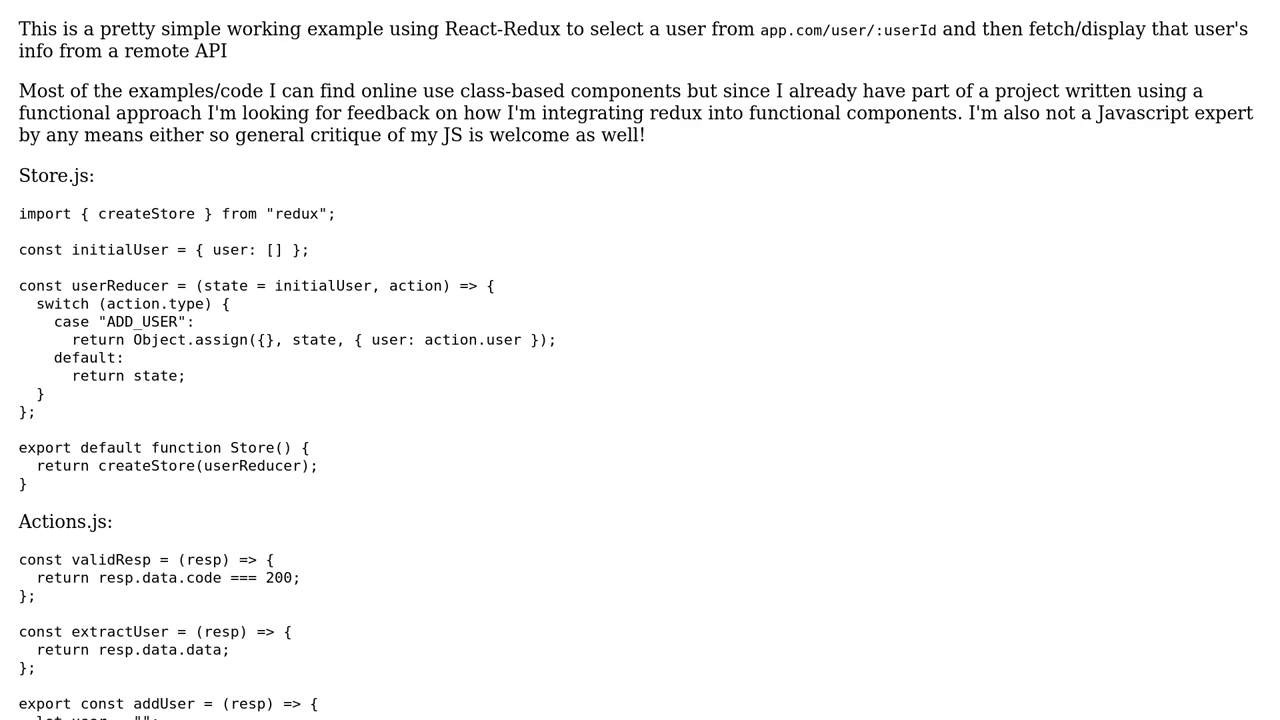 This is a pretty simple working example using React-Redux to select a user from app.com/user/:userId and then fetch/display that user's
info from a remote API
Most of the examples/code I can find online use class-based components but since I already have part of a project written using a
functional approach I'm looking for feedback on how I'm integrating redux into functional components. I'm also not a Javascript expert
by any means either so general critique of my JS is welcome as well!
Store.js:
import { createStore } from "redux";
const initialUser = { user: [] };
const userReducer = (state = initialUser, action) => {
  switch (action.type) {
    case "ADD_USER":
      return Object.assign({}, state, { user: action.user });
    default:
      return state;
  }
};
export default function Store() {
  return createStore(userReducer);
}
Actions.js:
const validResp = (resp) => {
  return resp.data.code === 200;
};
const extractUser = (resp) => {
  return resp.data.data;
};
export const addUser = (resp) => {
  let user = "";